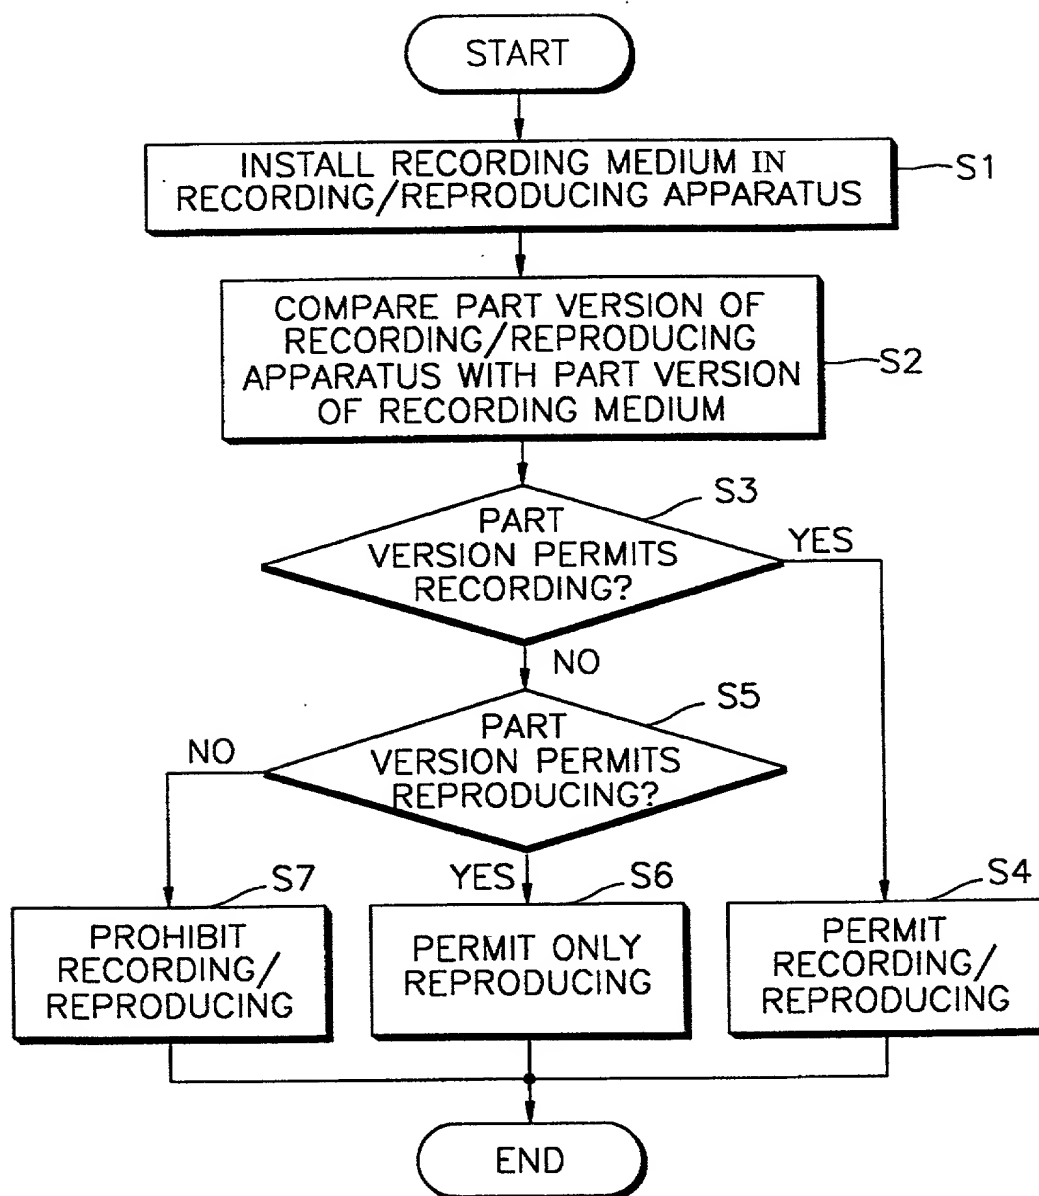 START
INSTALL RECORDING MEDIUM IN
RECORDING/REPRODUCING APPARATUS
S1
COMPARE PART VERSION OF
RECORDING/REPRODUCING
APPARATUS WITH PART VERSION
OF RECORDING MEDIUM
S2
S3
PART
VERSION PERMITS
RECORDING?
YES
NO
S5
PART
VERSION PERMITS
REPRODUCING?
NO
YES
S7
PROHIBIT
RECORDING/
REPRODUCING
S6
PERMIT ONLY
REPRODUCING
S4
PERMIT
RECORDING/
REPRODUCING
END